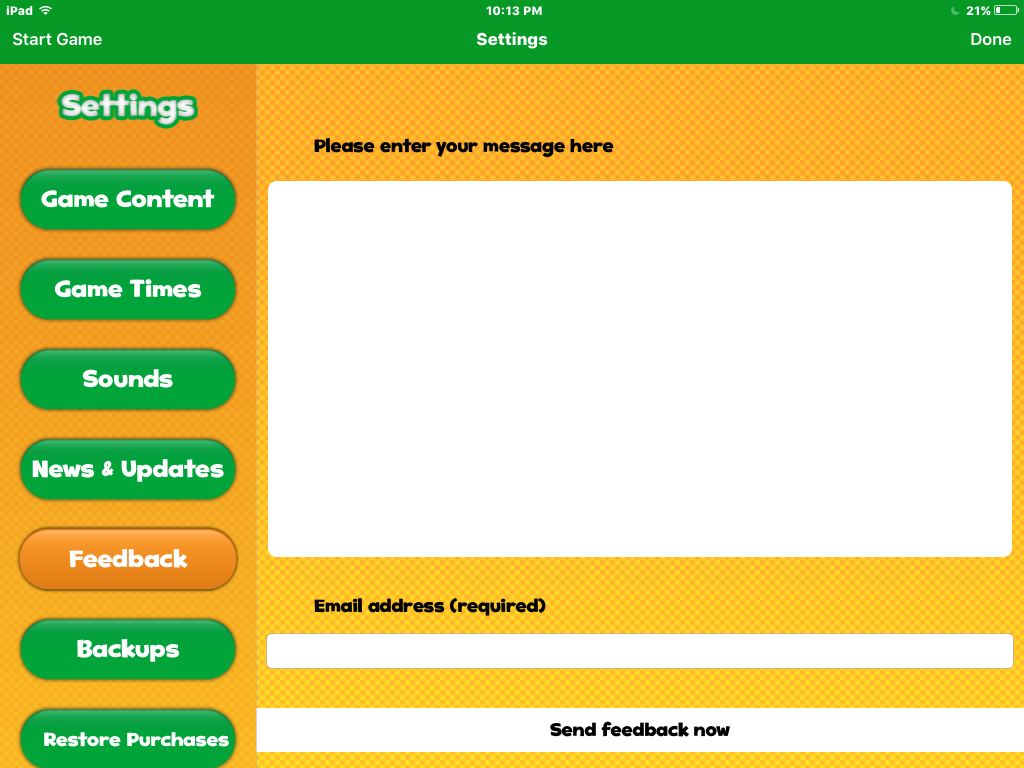 iPad 10:13 PM 21%
Start Game Settings Done
Settings
Game Content
Game Times
Sounds
News & Updates
Feedback
Backups
Restore Purchases
Please enter your message here
Email address (required)
Send feedback now